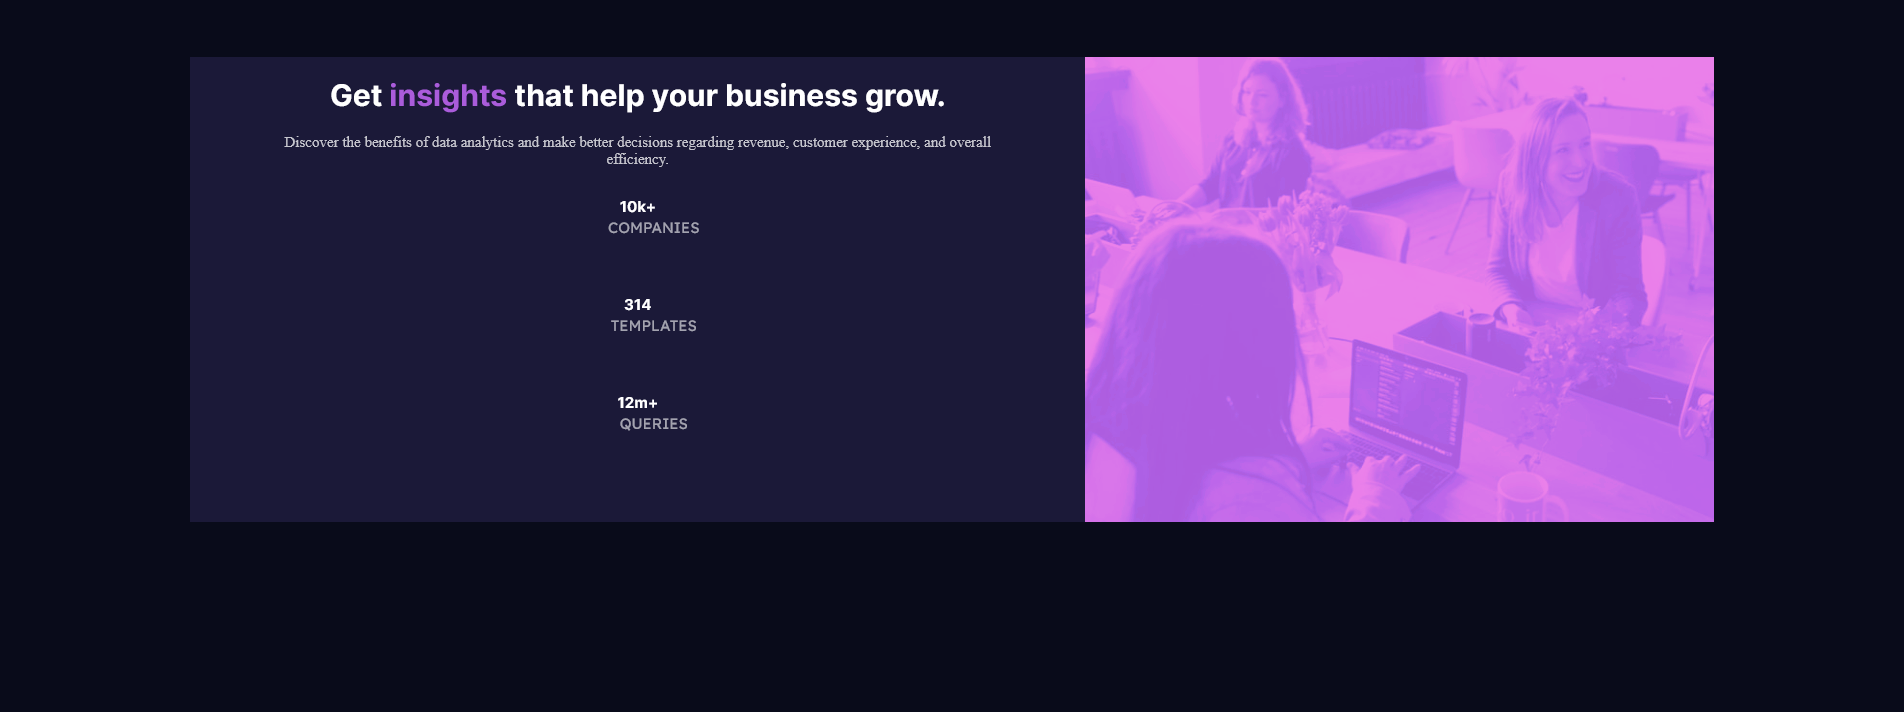 Get insights that help your business grow.
Discover the benefits of data analytics and make better decisions regarding revenue, customer experience, and overall
efficiency.
10k+
COMPANIES
314
TEMPLATES
12m+
QUERIES